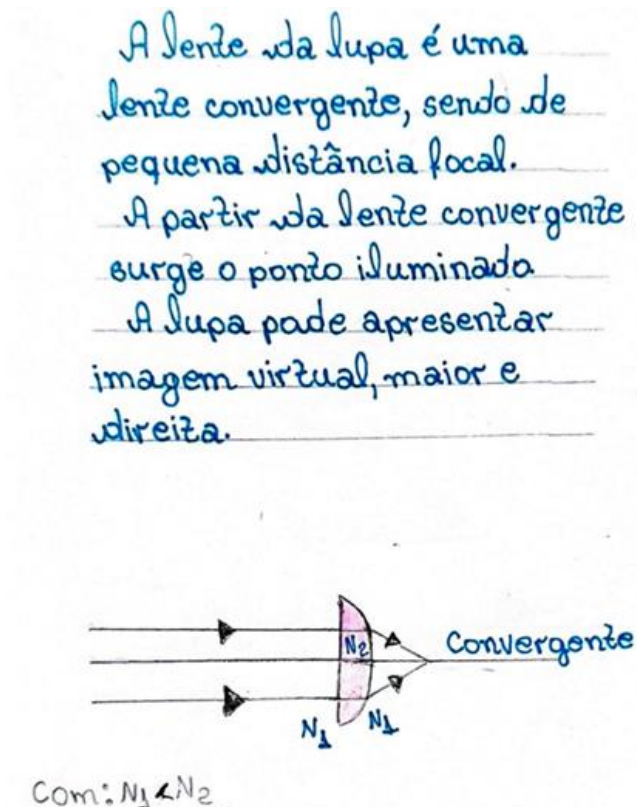 A lente da lupa é uma
lente convergente, sendo de
pequena distância focal.
A partir da lente convergente
surge o ponto iluminado
A lupa pode apresentar
imagem virtual, maior e
direita.
N2
Convergente
N1
N1
Com: N1 < N2